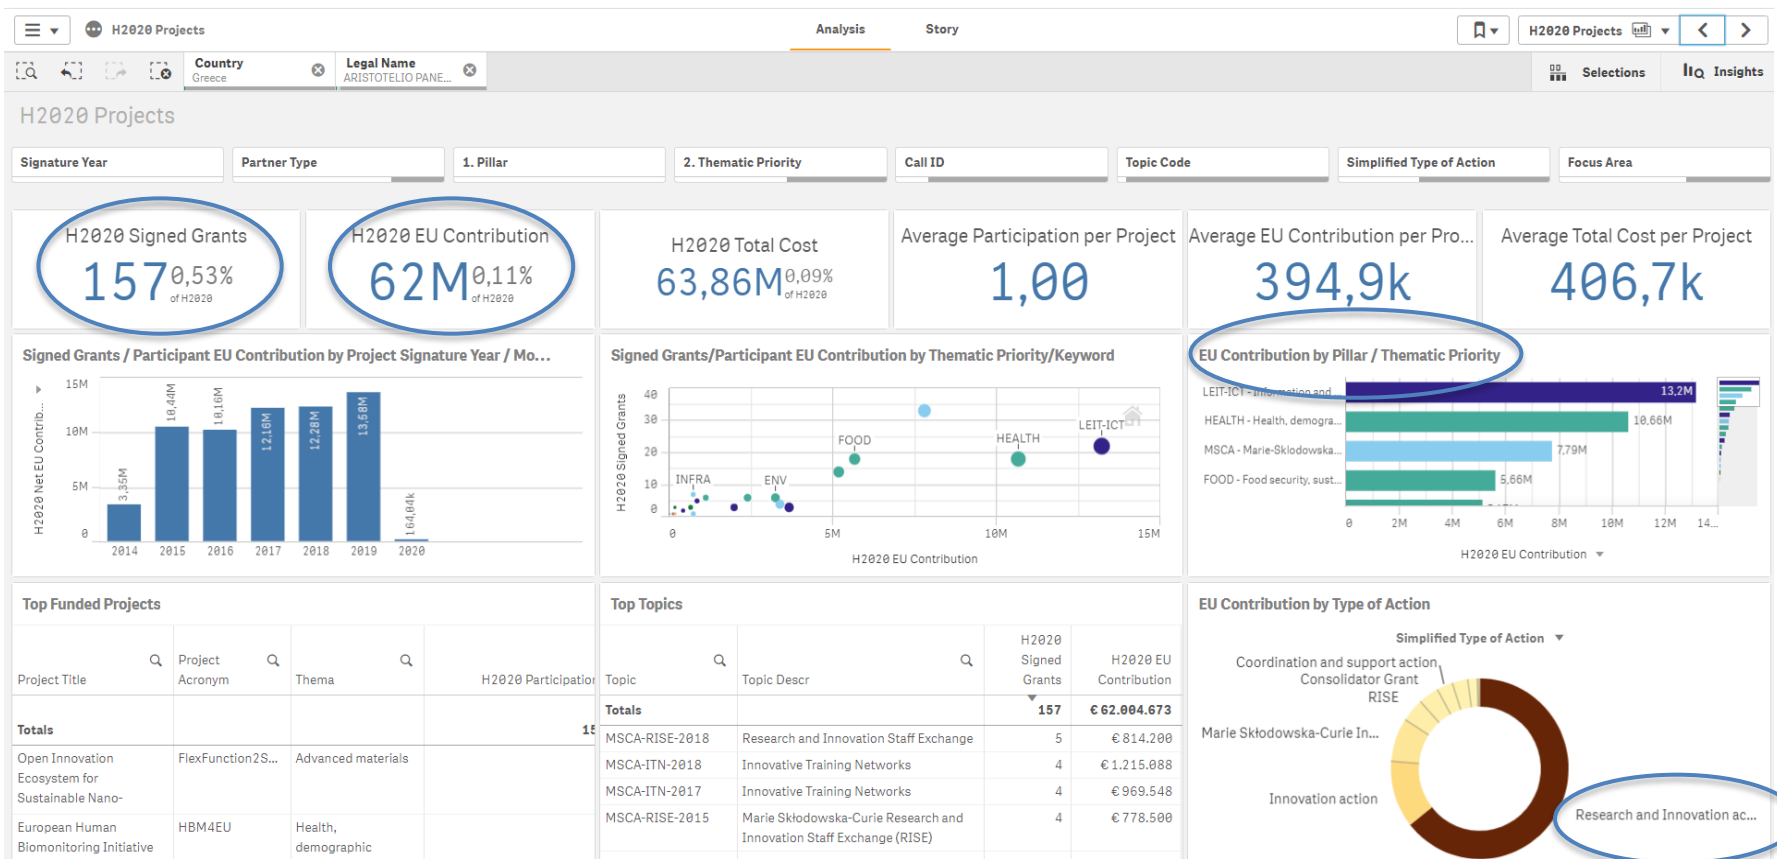 H2020 Projects
Analysis
Story
H2020 Projects
Country
Greece
Legal Name
ARISTOTELIO PANE...
Selections
Insights
H2020 Projects
Signature Year
Partner Type
1. Pillar
2. Thematic Priority
Call ID
Topic Code
Simplified Type of Action
Focus Area
H2020 Signed Grants
157 0,53%
of H2020
H2020 EU Contribution
62M 0,11%
of H2020
H2020 Total Cost
63,86M 0,09%
of H2020
Average Participation per Project
1,00
Average EU Contribution per Pro...
394,9k
Average Total Cost per Project
406,7k
Signed Grants / Participant EU Contribution by Project Signature Year / Mo...
H2020 Net EU Contrib...
15M
10M
5M
0
3,35M
10,44M
10,16M
12,16M
12,28M
13,58M
164,04k
2014 2015 2016 2017 2018 2019 2020
Signed Grants/Participant EU Contribution by Thematic Priority/Keyword
H2020 Signed Grants
40
30
20
10
0
INFRA
ENV
FOOD
HEALTH
LEIT-ICT
0 5M 10M 15M
H2020 EU Contribution
EU Contribution by Pillar / Thematic Priority
LEIT-ICT - Information and ...
13,2M
HEALTH - Health, demogra...
10,66M
MSCA - Marie-Sklodowska...
7,79M
FOOD - Food security, sust...
5,66M
0 2M 4M 6M 8M 10M 12M 14...
H2020 EU Contribution
Top Funded Projects
Project Title
Project Acronym
Thema
H2020 Participation
Totals
15
Open Innovation
Ecosystem for
Sustainable Nano-
FlexFunction2S...
Advanced materials
European Human
Biomonitoring Initiative
HBM4EU
Health,
demographic
Top Topics
Topic
Topic Descr
H2020 Signed Grants
H2020 EU Contribution
Totals 157 € 62.004.673
MSCA-RISE-2018 Research and Innovation Staff Exchange 5 € 814.200
MSCA-ITN-2018 Innovative Training Networks 4 € 1.215.088
MSCA-ITN-2017 Innovative Training Networks 4 € 969.548
MSCA-RISE-2015 Marie Skłodowska-Curie Research and 4 € 778.500
Innovation Staff Exchange (RISE)
EU Contribution by Type of Action
Simplified Type of Action
Coordination and support action
Consolidator Grant
RISE
Marie Skłodowska-Curie In...
Innovation action
Research and Innovation ac...